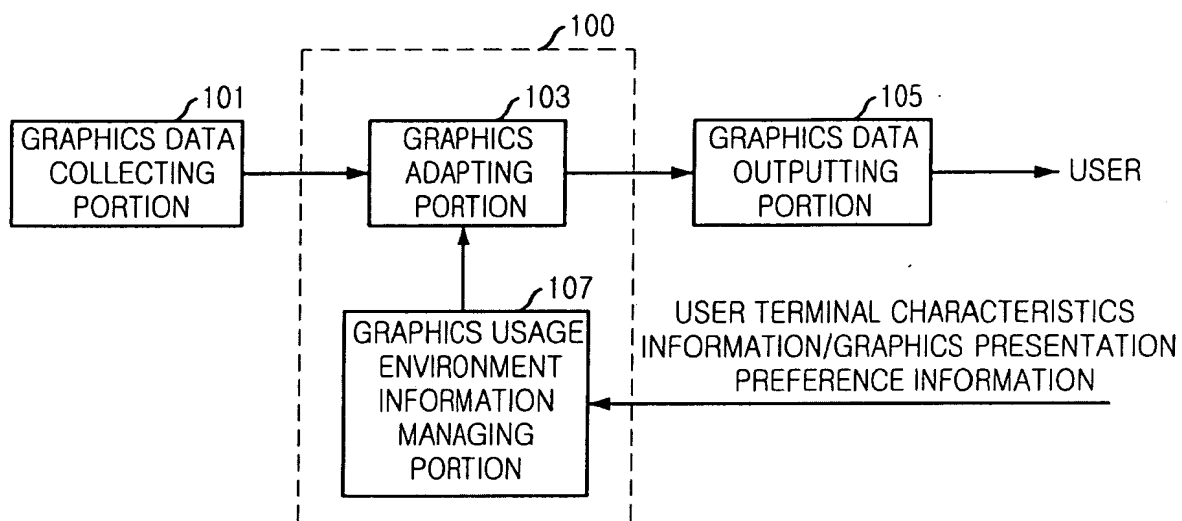 100
101
GRAPHICS DATA
COLLECTING
PORTION
103
GRAPHICS
ADAPTING
PORTION
105
GRAPHICS DATA
OUTPUTTING
PORTION
USER
107
GRAPHICS USAGE
ENVIRONMENT
INFORMATION
MANAGING
PORTION
USER TERMINAL CHARACTERISTICS
INFORMATION/GRAPHICS PRESENTATION
PREFERENCE INFORMATION